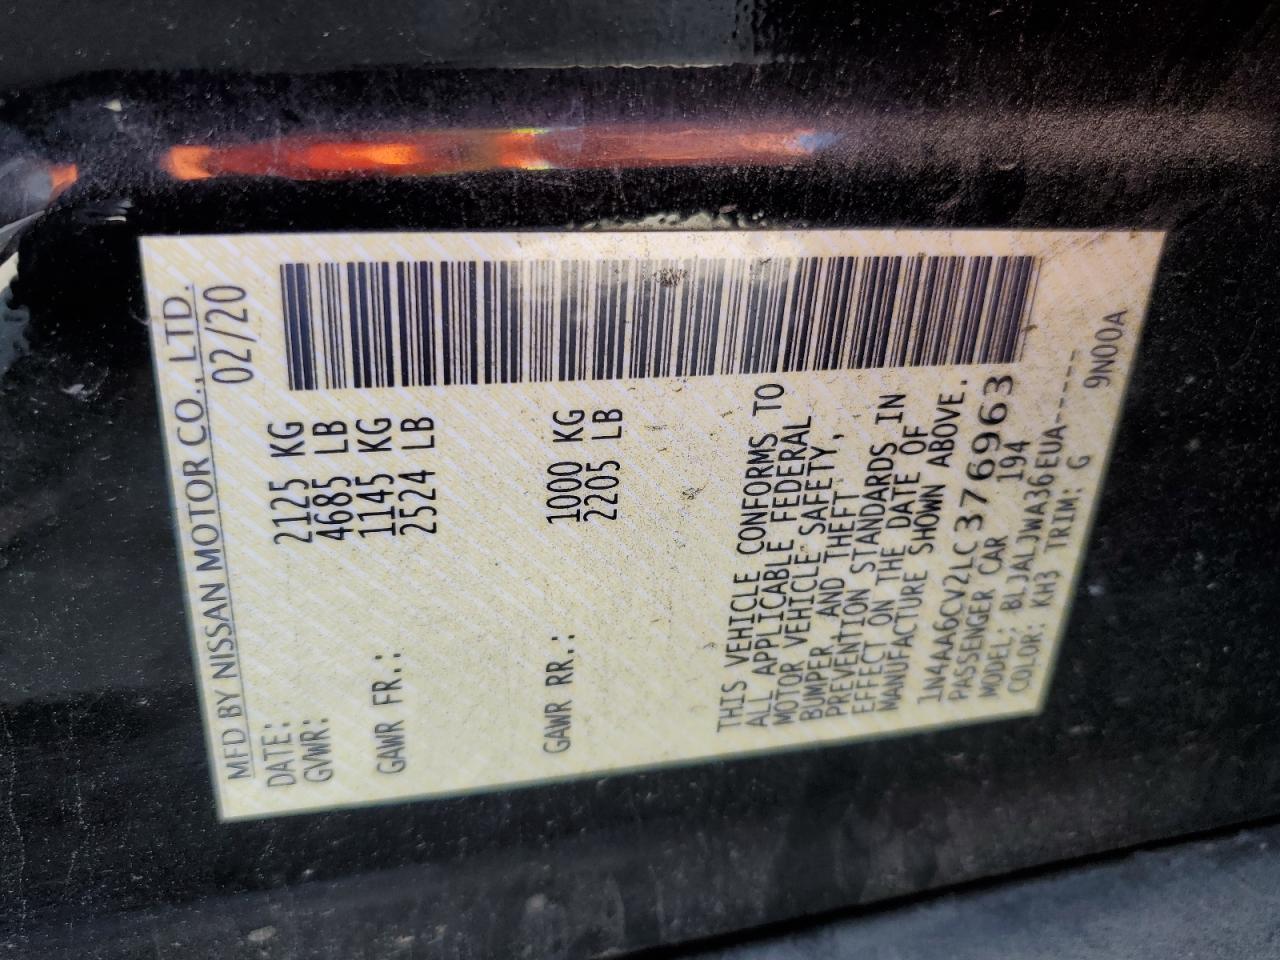 MFD BY NISSAN MOTOR CO., LTD.
DATE: 02/20
GVWR: 2125 KG
4685 LB
GAWR FR.: 1145 KG
2524 LB
GAWR RR.: 1000 KG
2205 LB
THIS VEHICLE CONFORMS TO
ALL APPLICABLE FEDERAL
MOTOR VEHICLE SAFETY,
BUMPER AND THEFT
PREVENTION STANDARDS IN
EFFECT ON THE DATE OF
MANUFACTURE SHOWN ABOVE.
1N4AA6CV2LC376963
PASSENGER CAR 194
MODEL: BLJALJWA36EUA-----
COLOR: KH3 TRIM: G 9N00A